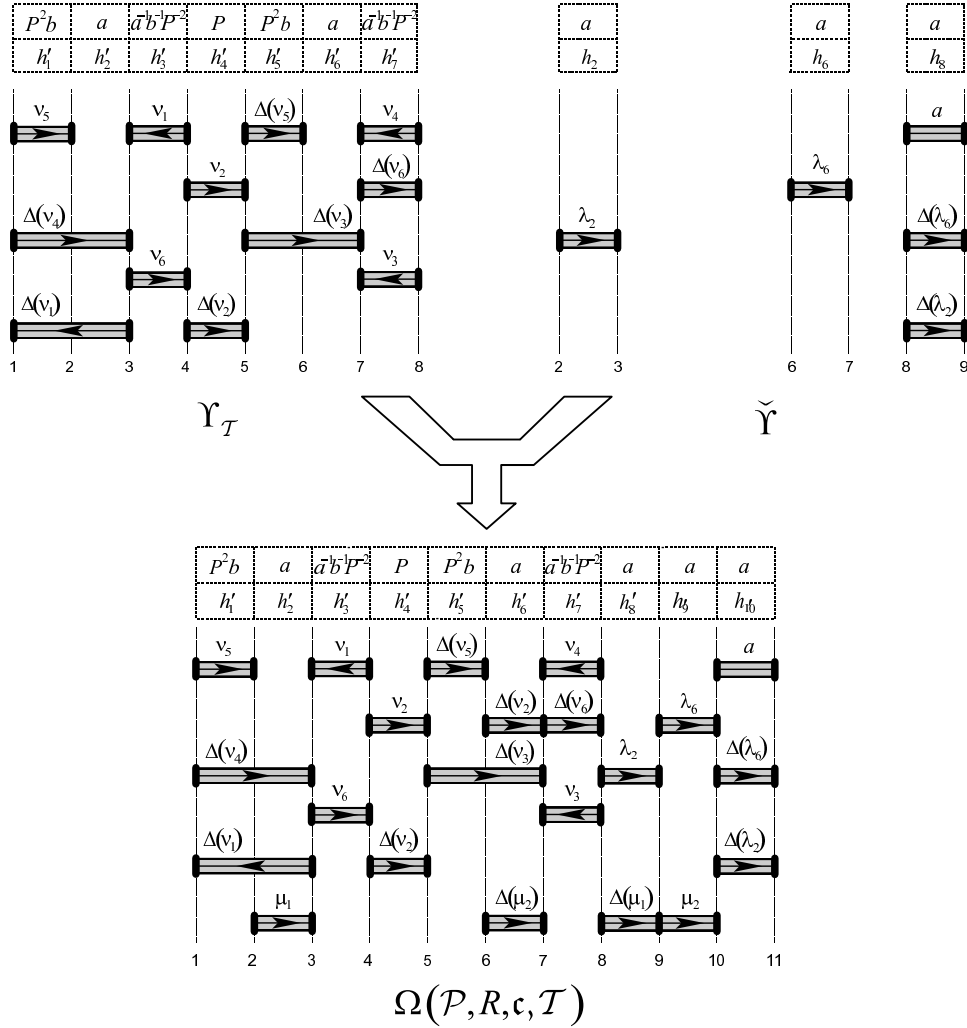 P²b a a⁻¹b⁻¹P⁻² P P²b a a⁻¹b⁻¹P⁻² a a a
h′₁ h′₂ h′₃ h′₄ h′₅ h′₆ h′₇ h₂ h₆ h₈
ν₅ ν₁ Δ(ν₅) ν₄ a
ν₂ Δ(ν₆) λ₆
Δ(ν₄) Δ(ν₃) λ₂ Δ(λ₆)
ν₆ ν₃
Δ(ν₁) Δ(ν₂) Δ(λ₂)
1 2 3 4 5 6 7 8 2 3 6 7 8 9
ϒ_𝒯 ϒ̌
P²b a a⁻¹b⁻¹P⁻² P P²b a a⁻¹b⁻¹P⁻² a a a
h′₁ h′₂ h′₃ h′₄ h′₅ h′₆ h′₇ h′₈ h′₉ h′₁₀
ν₅ ν₁ Δ(ν₅) ν₄ a
ν₂ Δ(ν₂) Δ(ν₆) λ₆
Δ(ν₄) Δ(ν₃) λ₂ Δ(λ₆)
ν₆ ν₃
Δ(ν₁) Δ(ν₂) Δ(λ₂)
μ₁ Δ(μ₂) Δ(μ₁) μ₂
1 2 3 4 5 6 7 8 9 10 11
Ω(𝒫, R, 𝔠, 𝒯)